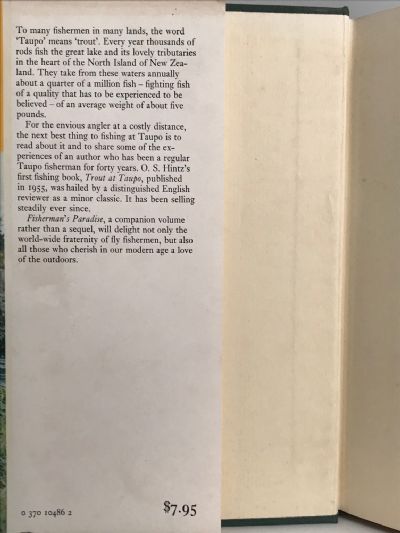 To many fishermen in many lands, the word
'Taupo' means 'trout'. Every year thousands of
rods fish the great lake and its lovely tributaries
in the heart of the North Island of New Zea-
land. They take from these waters annually
about a quarter of a million fish – fighting fish
of a quality that has to be experienced to be
believed – of an average weight of about five
pounds.
For the envious angler at a costly distance,
the next best thing to fishing at Taupo is to
read about it and to share some of the ex-
periences of an author who has been a regular
Taupo fisherman for forty years. O. S. Hintz's
first fishing book, Trout at Taupo, published
in 1955, was hailed by a distinguished English
reviewer as a minor classic. It has been selling
steadily ever since.
Fisherman's Paradise, a companion volume
rather than a sequel, will delight not only the
world-wide fraternity of fly fishermen, but also
all those who cherish in our modern age a love
of the outdoors.
0 370 10486 2
$7.95